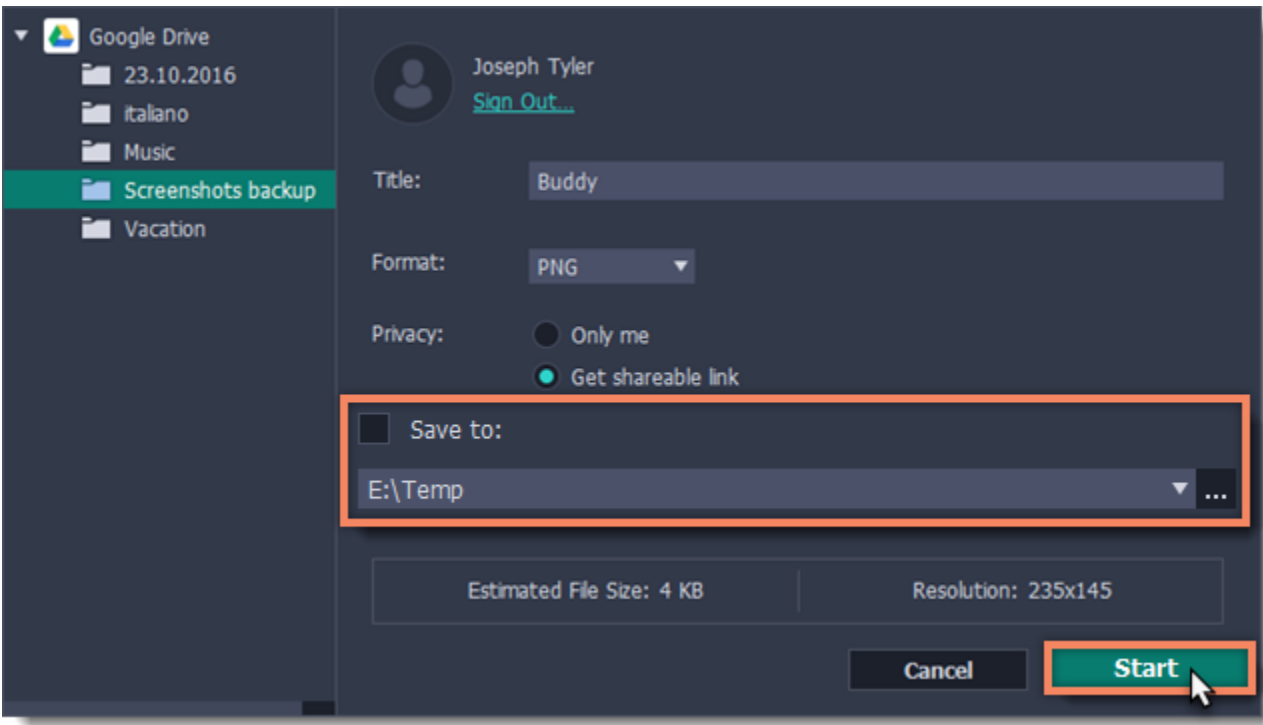 Google Drive
23.10.2016
italiano
Music
Screenshots backup
Vacation
Joseph Tyler
Sign Out...
Title: Buddy
Format: PNG
Privacy: Only me
Get shareable link
Save to:
E:\Temp ...
Estimated File Size: 4 KB Resolution: 235x145
Cancel Start